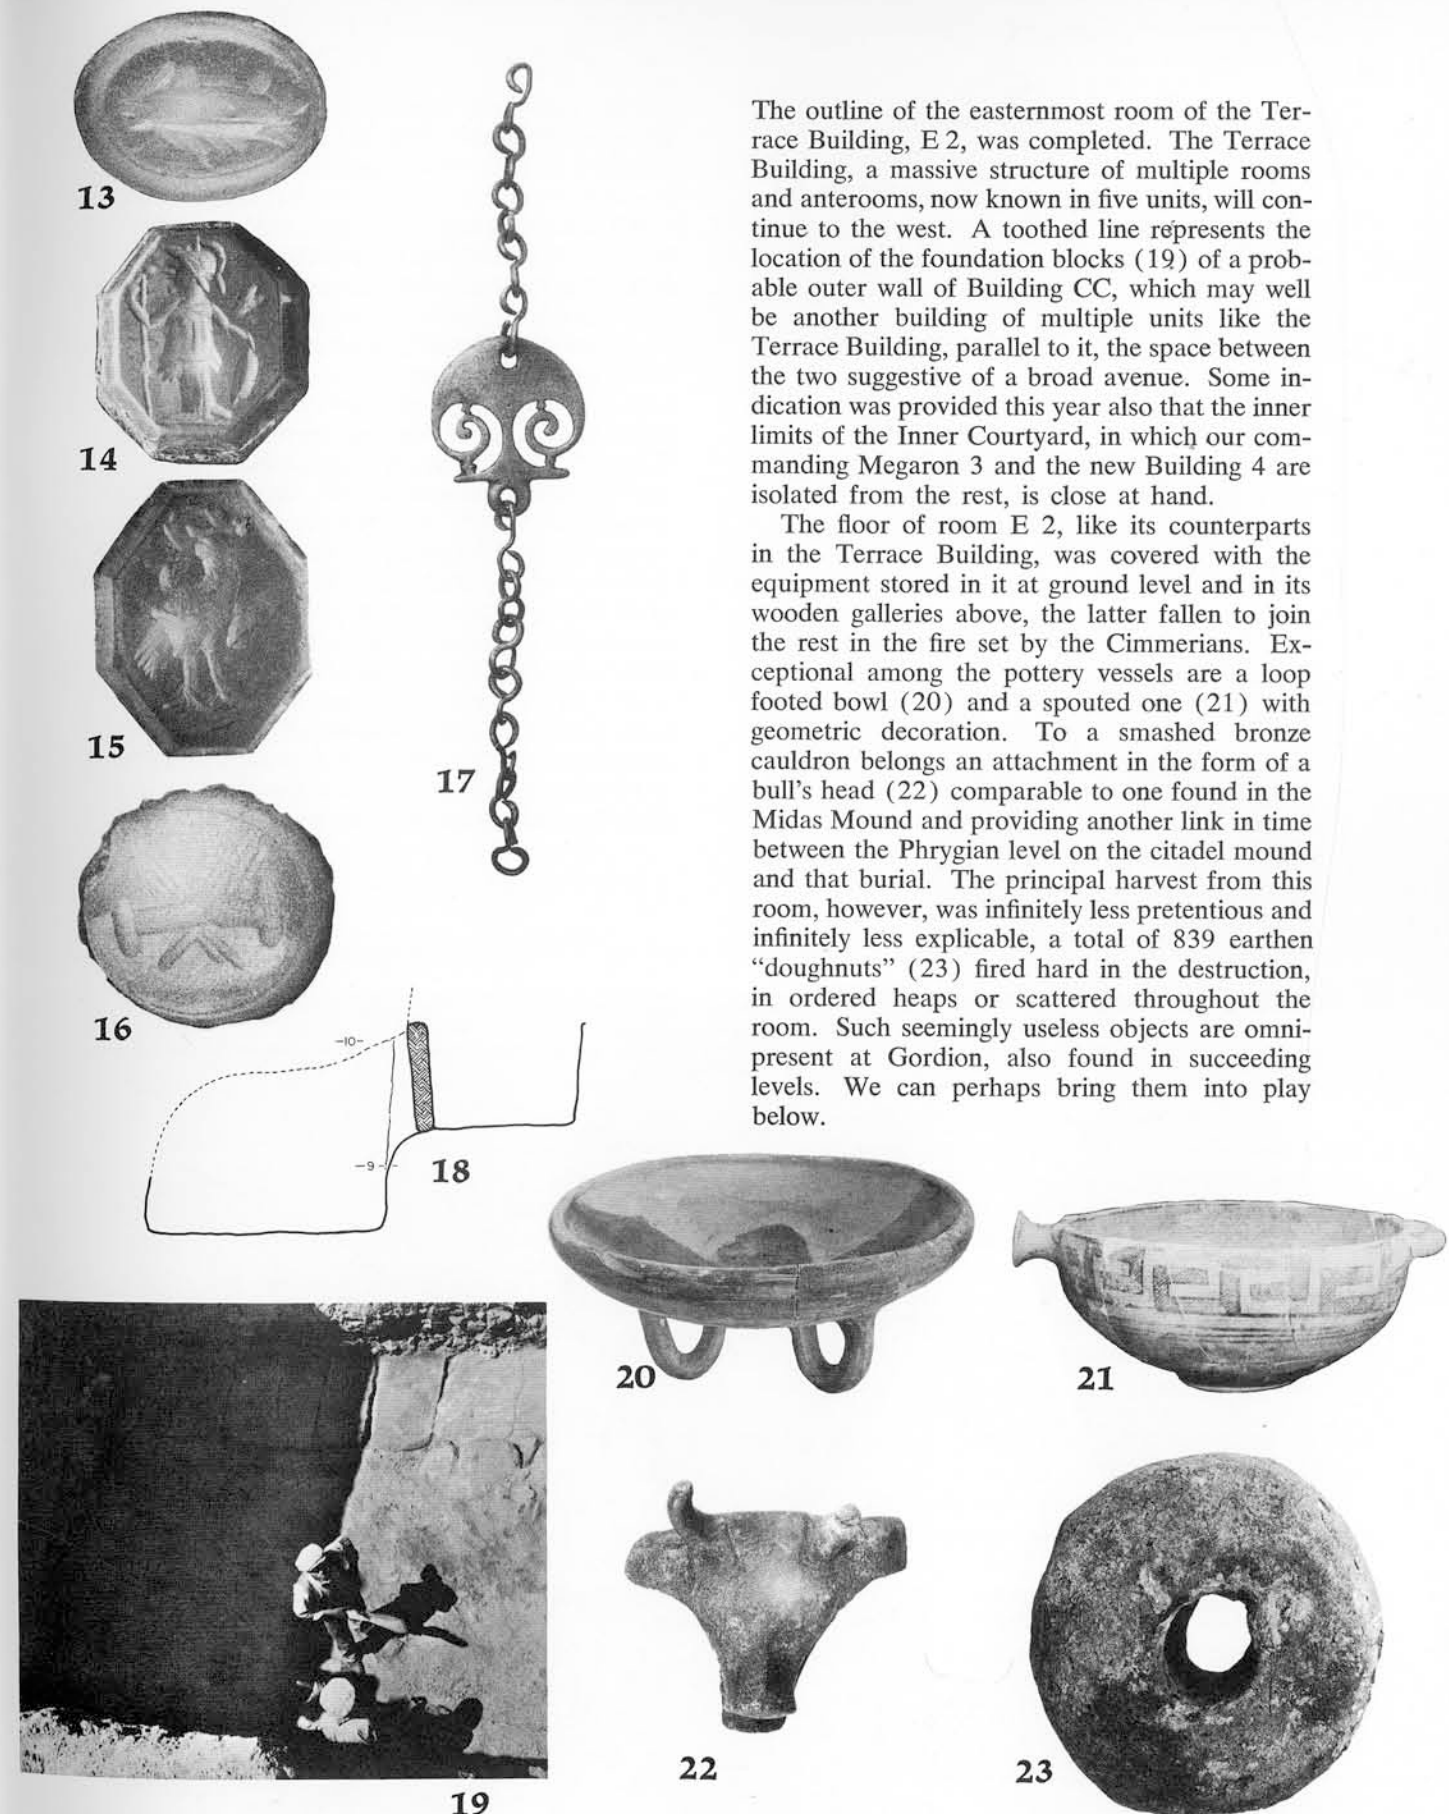 13
14
15
16
17
-10-
-9-
18
The outline of the easternmost room of the Ter-
race Building, E 2, was completed. The Terrace
Building, a massive structure of multiple rooms
and anterooms, now known in five units, will con-
tinue to the west. A toothed line represents the
location of the foundation blocks (19) of a prob-
able outer wall of Building CC, which may well
be another building of multiple units like the
Terrace Building, parallel to it, the space between
the two suggestive of a broad avenue. Some in-
dication was provided this year also that the inner
limits of the Inner Courtyard, in which our com-
manding Megaron 3 and the new Building 4 are
isolated from the rest, is close at hand.
The floor of room E 2, like its counterparts
in the Terrace Building, was covered with the
equipment stored in it at ground level and in its
wooden galleries above, the latter fallen to join
the rest in the fire set by the Cimmerians. Ex-
ceptional among the pottery vessels are a loop
footed bowl (20) and a spouted one (21) with
geometric decoration. To a smashed bronze
cauldron belongs an attachment in the form of a
bull's head (22) comparable to one found in the
Midas Mound and providing another link in time
between the Phrygian level on the citadel mound
and that burial. The principal harvest from this
room, however, was infinitely less pretentious and
infinitely less explicable, a total of 839 earthen
“doughnuts” (23) fired hard in the destruction,
in ordered heaps or scattered throughout the
room. Such seemingly useless objects are omni-
present at Gordion, also found in succeeding
levels. We can perhaps bring them into play
below.
20
21
22
23
19